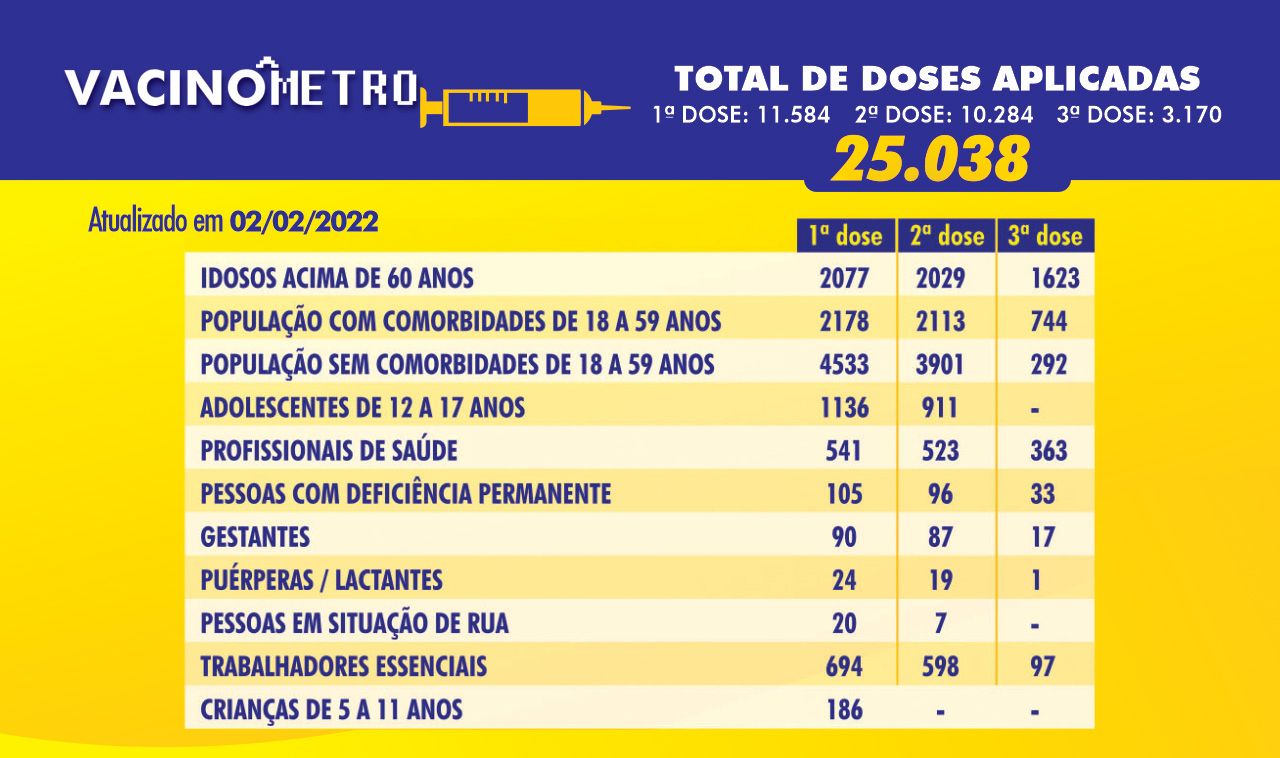 VACINÔMETRO
TOTAL DE DOSES APLICADAS
1ª DOSE: 11.584 2ª DOSE: 10.284 3ª DOSE: 3.170
25.038
Atualizado em 02/02/2022
1ª dose 2ª dose 3ª dose
IDOSOS ACIMA DE 60 ANOS 2077 2029 1623
POPULAÇÃO COM COMORBIDADES DE 18 A 59 ANOS 2178 2113 744
POPULAÇÃO SEM COMORBIDADES DE 18 A 59 ANOS 4533 3901 292
ADOLESCENTES DE 12 A 17 ANOS 1136 911 -
PROFISSIONAIS DE SAÚDE 541 523 363
PESSOAS COM DEFICIÊNCIA PERMANENTE 105 96 33
GESTANTES 90 87 17
PUÉRPERAS / LACTANTES 24 19 1
PESSOAS EM SITUAÇÃO DE RUA 20 7 -
TRABALHADORES ESSENCIAIS 694 598 97
CRIANÇAS DE 5 A 11 ANOS 186 - -